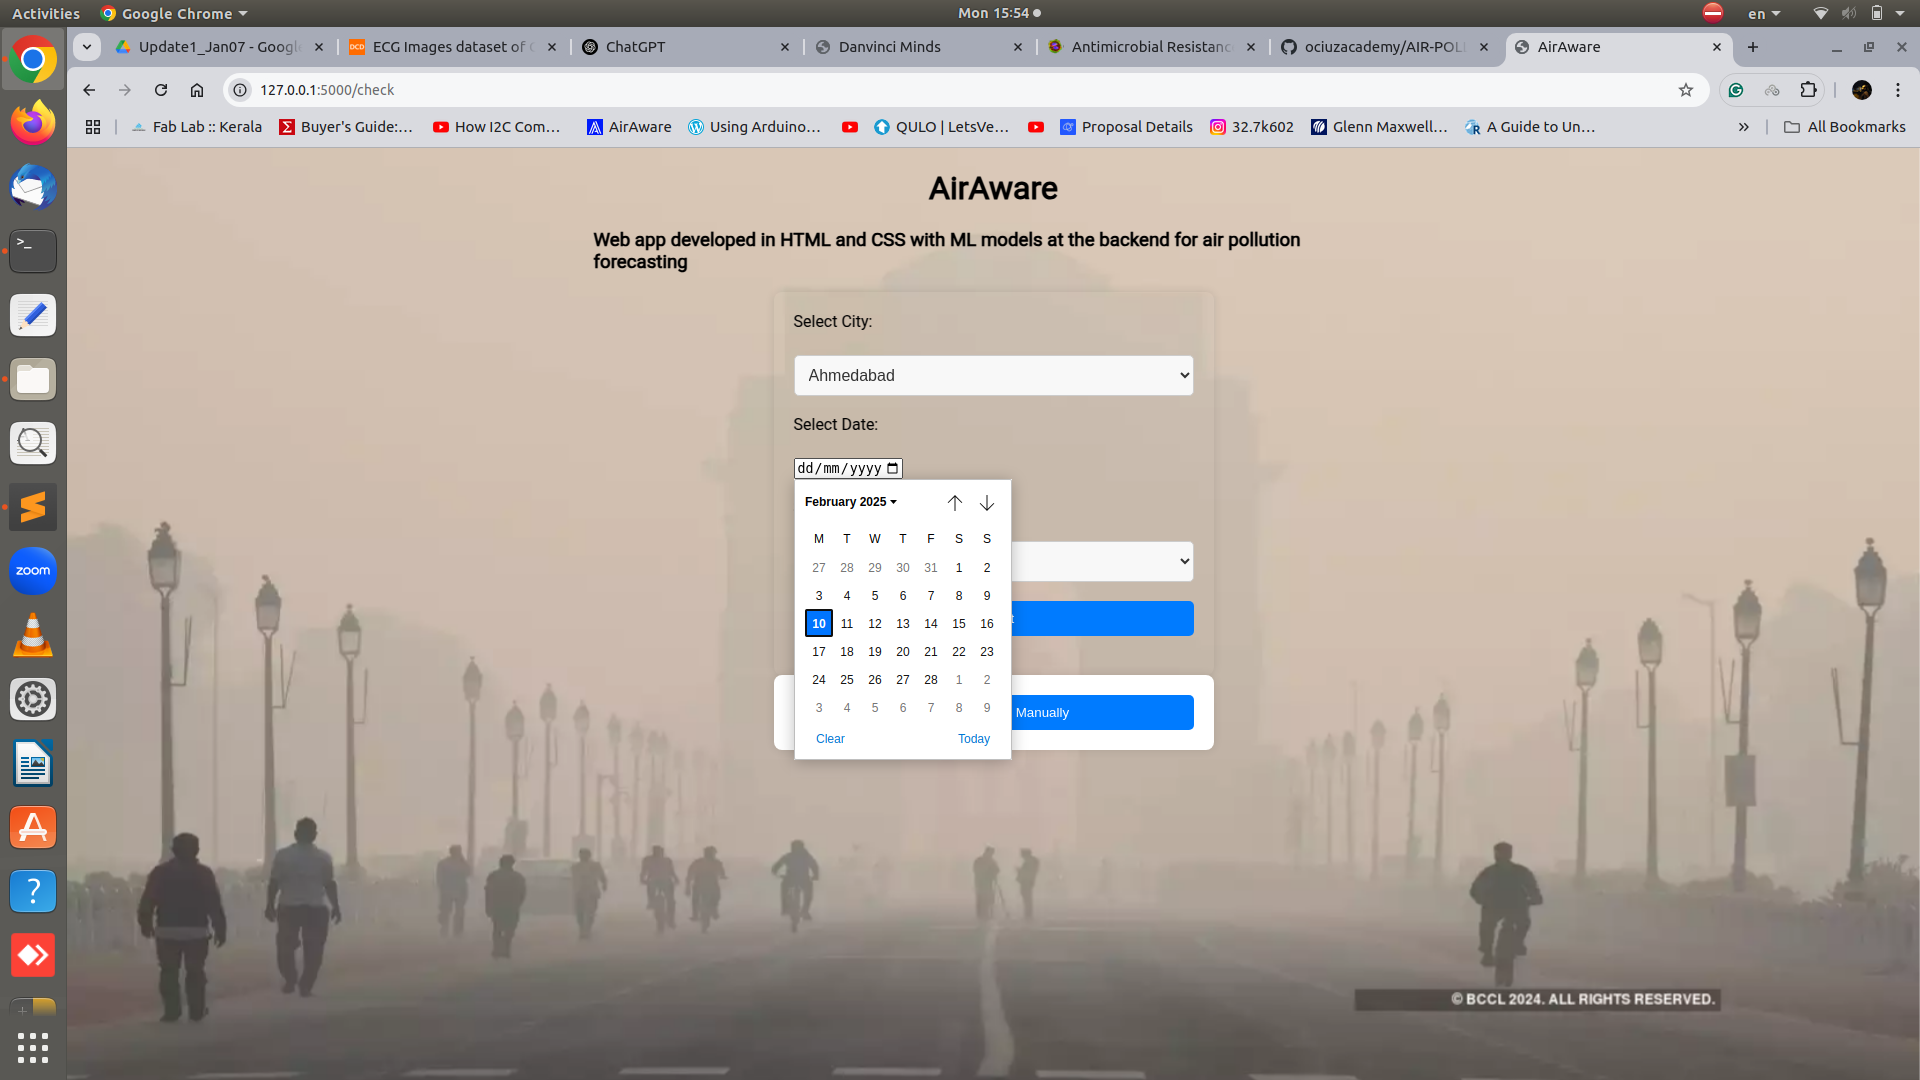 Activities Google Chrome Mon 15:54 en
Update1_Jan07 - Google ECG Images dataset of C ChatGPT Danvinci Minds Antimicrobial Resistanc ociuzacademy/AIR-POLL AirAware
127.0.0.1:5000/check
Fab Lab :: Kerala Buyer's Guide:... How I2C Com... AirAware Using Arduino... QULO | LetsVe... Proposal Details 32.7k602 Glenn Maxwell... A Guide to Un... » All Bookmarks
AirAware
Web app developed in HTML and CSS with ML models at the backend for air pollution
forecasting
Select City:
Ahmedabad
Select Date:
dd/mm/yyyy
February 2025
M T W T F S S
27 28 29 30 31 1 2
3 4 5 6 7 8 9
10 11 12 13 14 15 16
17 18 19 20 21 22 23
24 25 26 27 28 1 2
3 4 5 6 7 8 9
Manually
Clear Today
zoom
© BCCL 2024. ALL RIGHTS RESERVED.